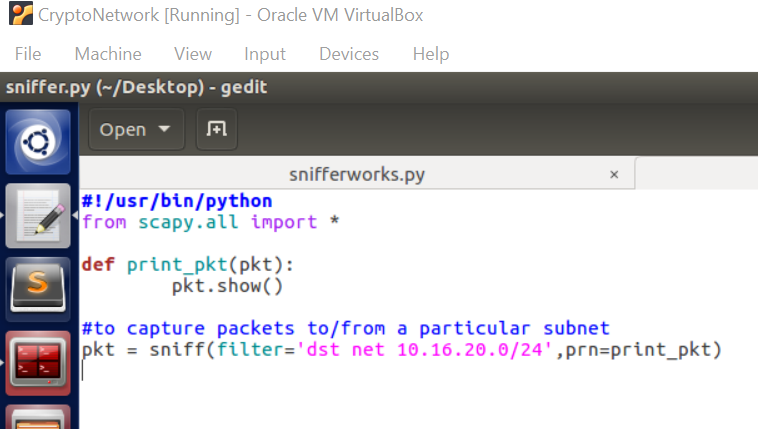 CryptoNetwork [Running] - Oracle VM VirtualBox
File Machine View Input Devices Help
sniffer.py (~/Desktop) - gedit
Open
snifferworks.py ×
#!/usr/bin/python
from scapy.all import *
def print_pkt(pkt):
        pkt.show()
#to capture packets to/from a particular subnet
pkt = sniff(filter='dst net 10.16.20.0/24',prn=print_pkt)